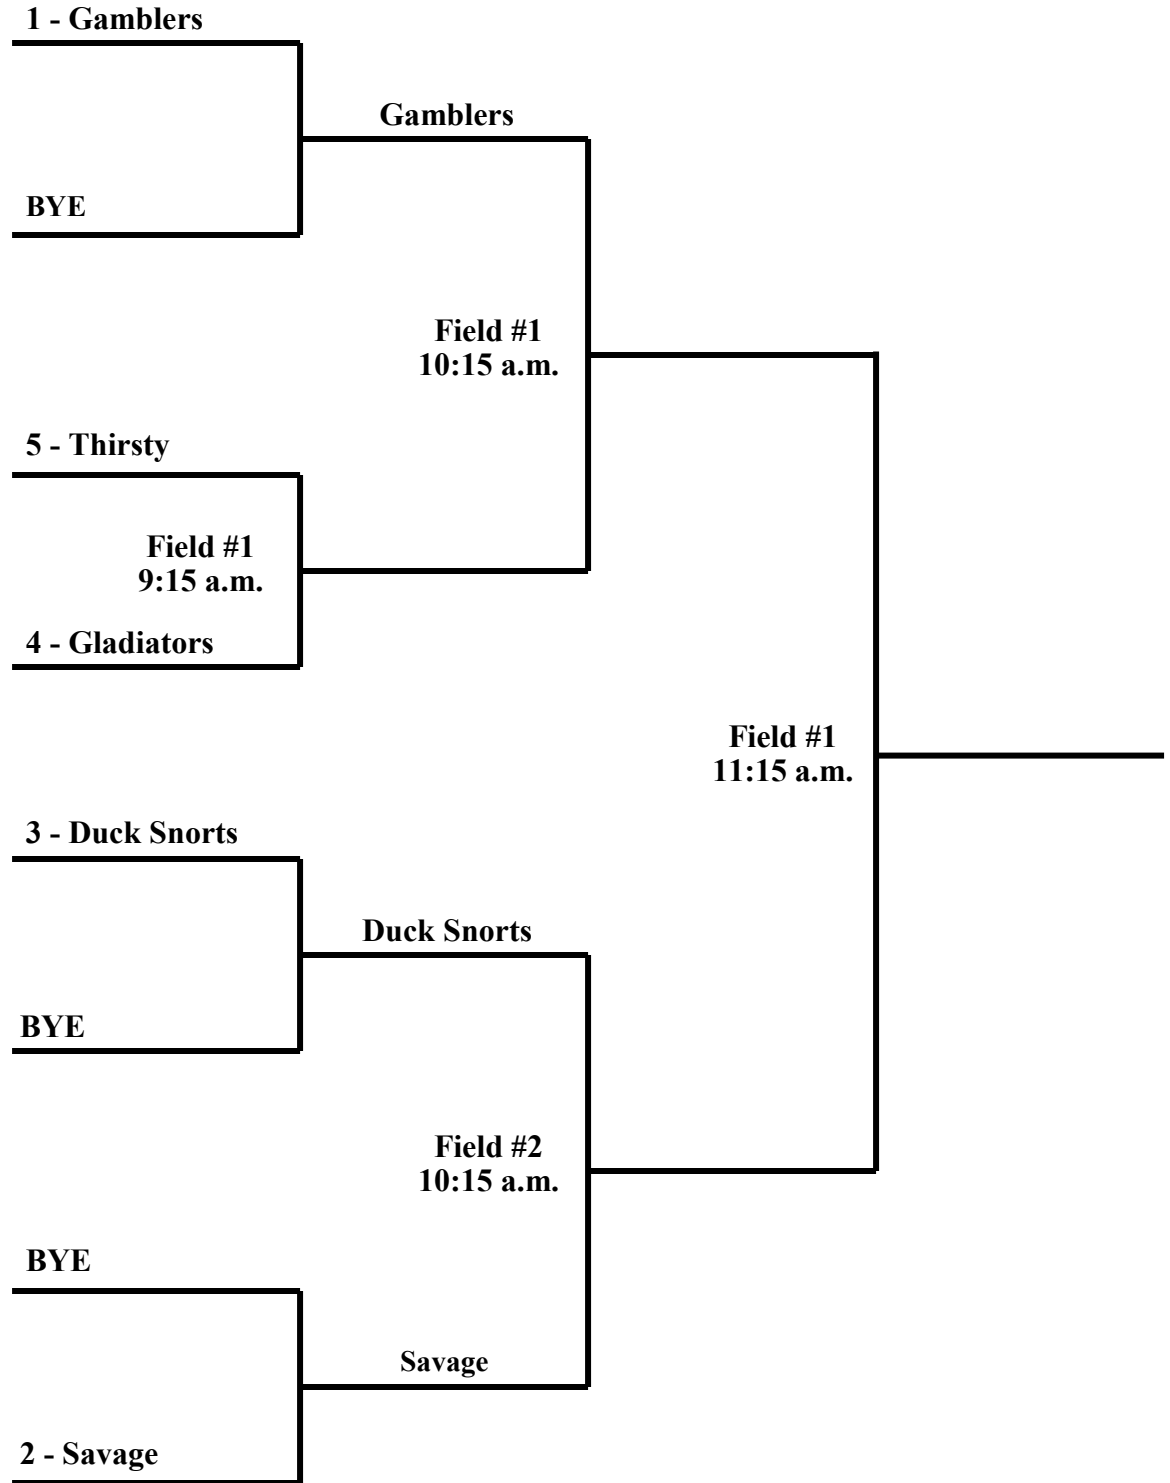 1 - Gamblers
Gamblers
BYE
Field #1
10:15 a.m.
5 - Thirsty
Field #1
9:15 a.m.
4 - Gladiators
Field #1
11:15 a.m.
3 - Duck Snorts
Duck Snorts
BYE
Field #2
10:15 a.m.
BYE
Savage
2 - Savage